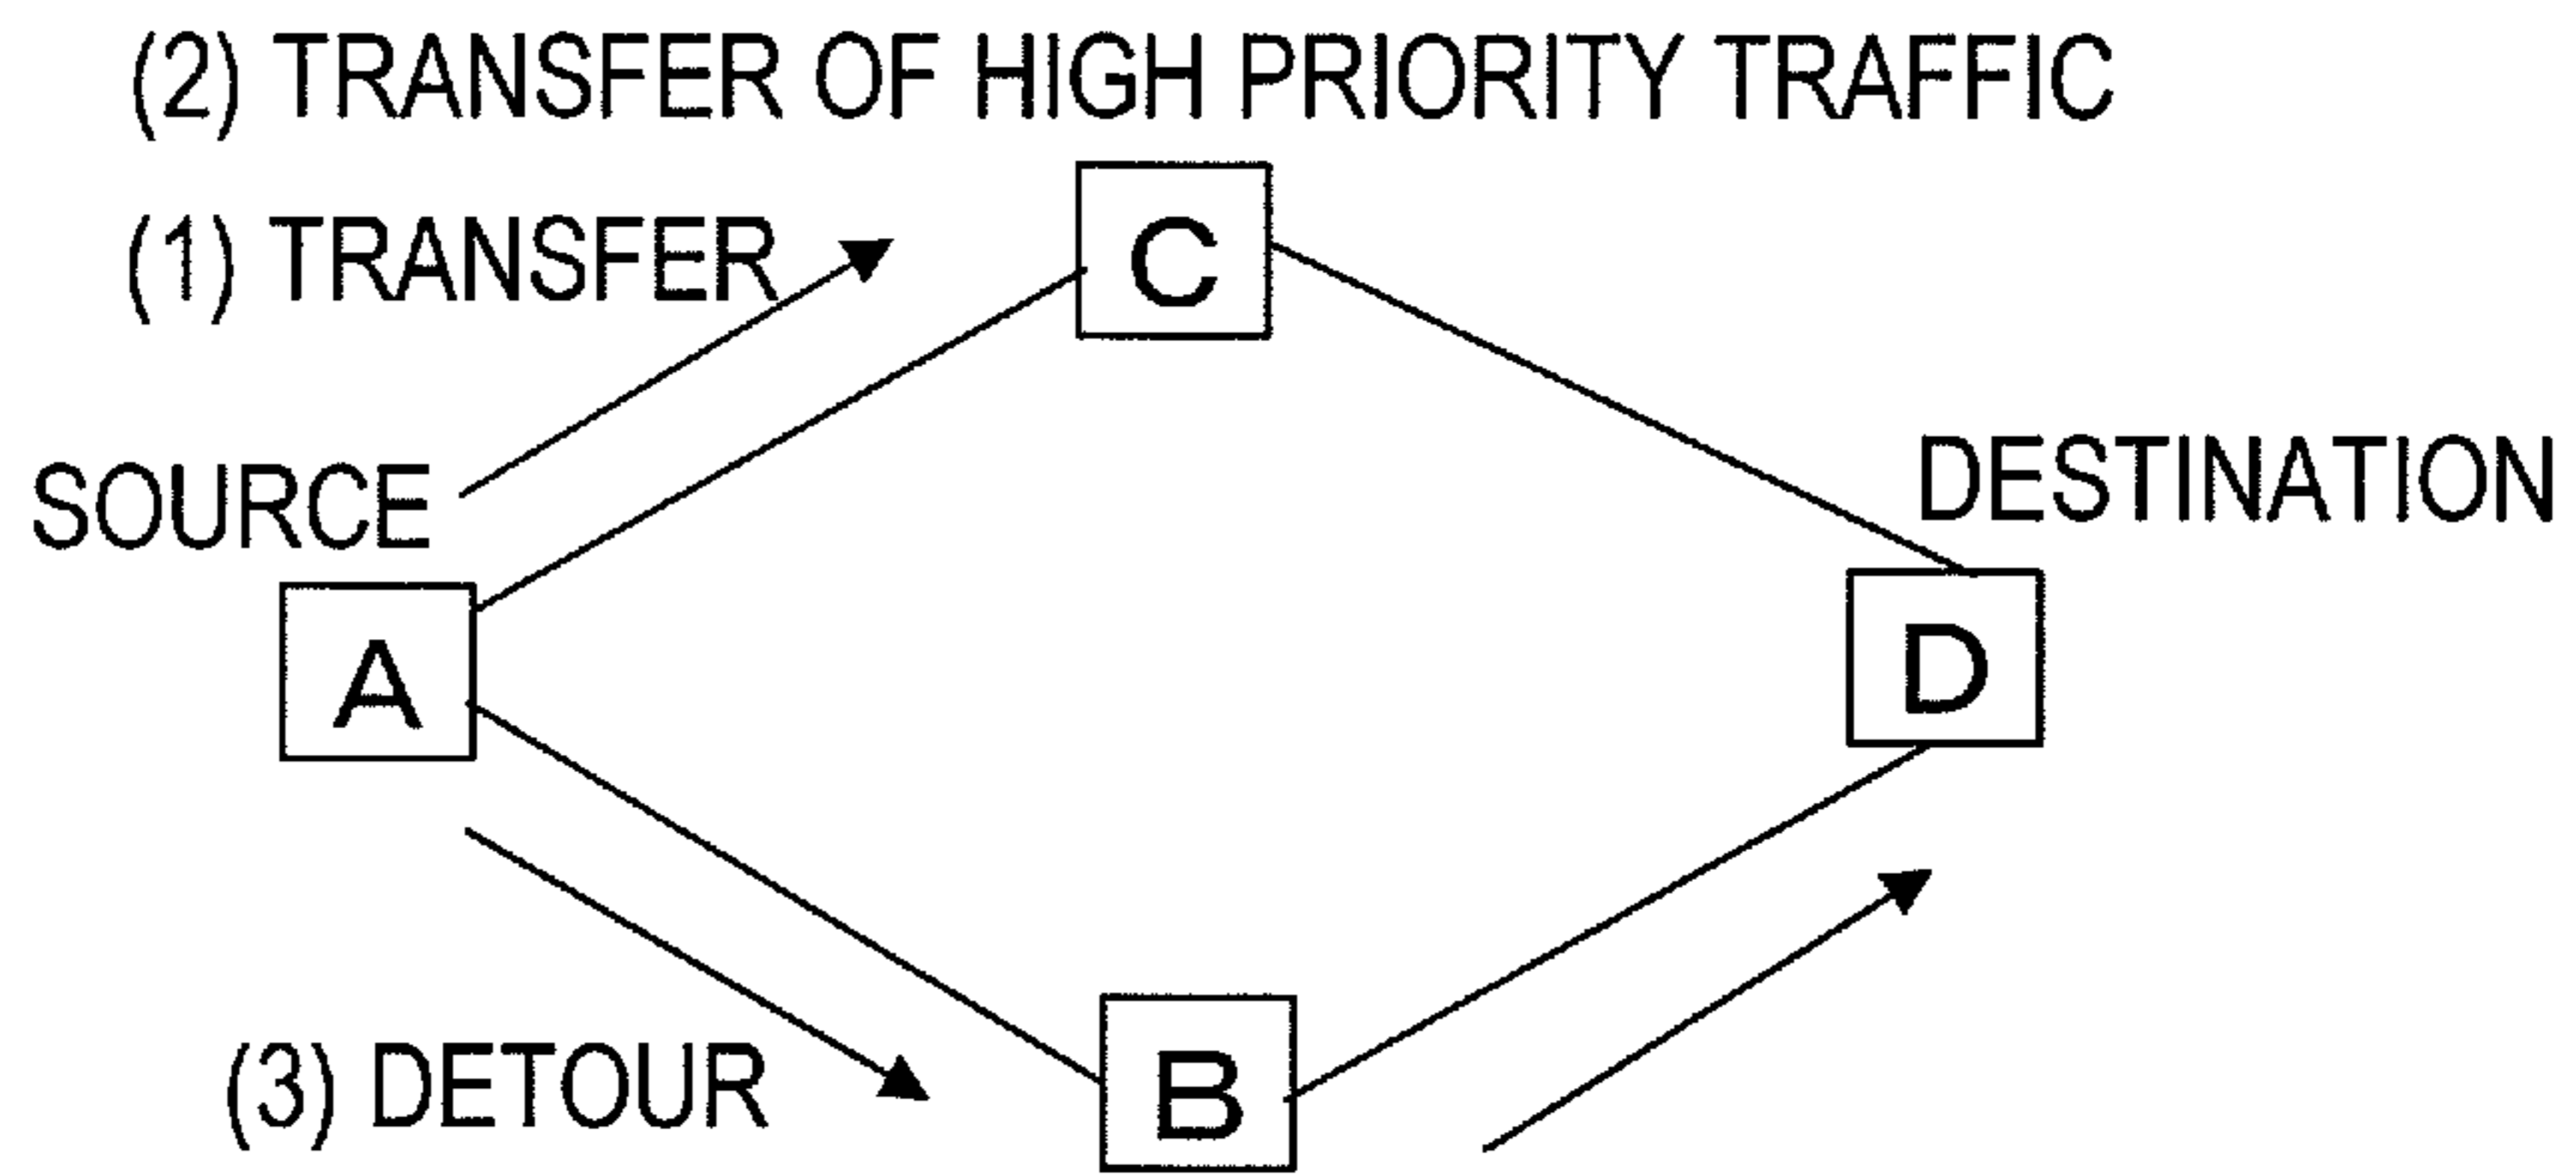 (2) TRANSFER OF HIGH PRIORITY TRAFFIC
(1) TRANSFER
C
SOURCE
DESTINATION
A
D
(3) DETOUR
B